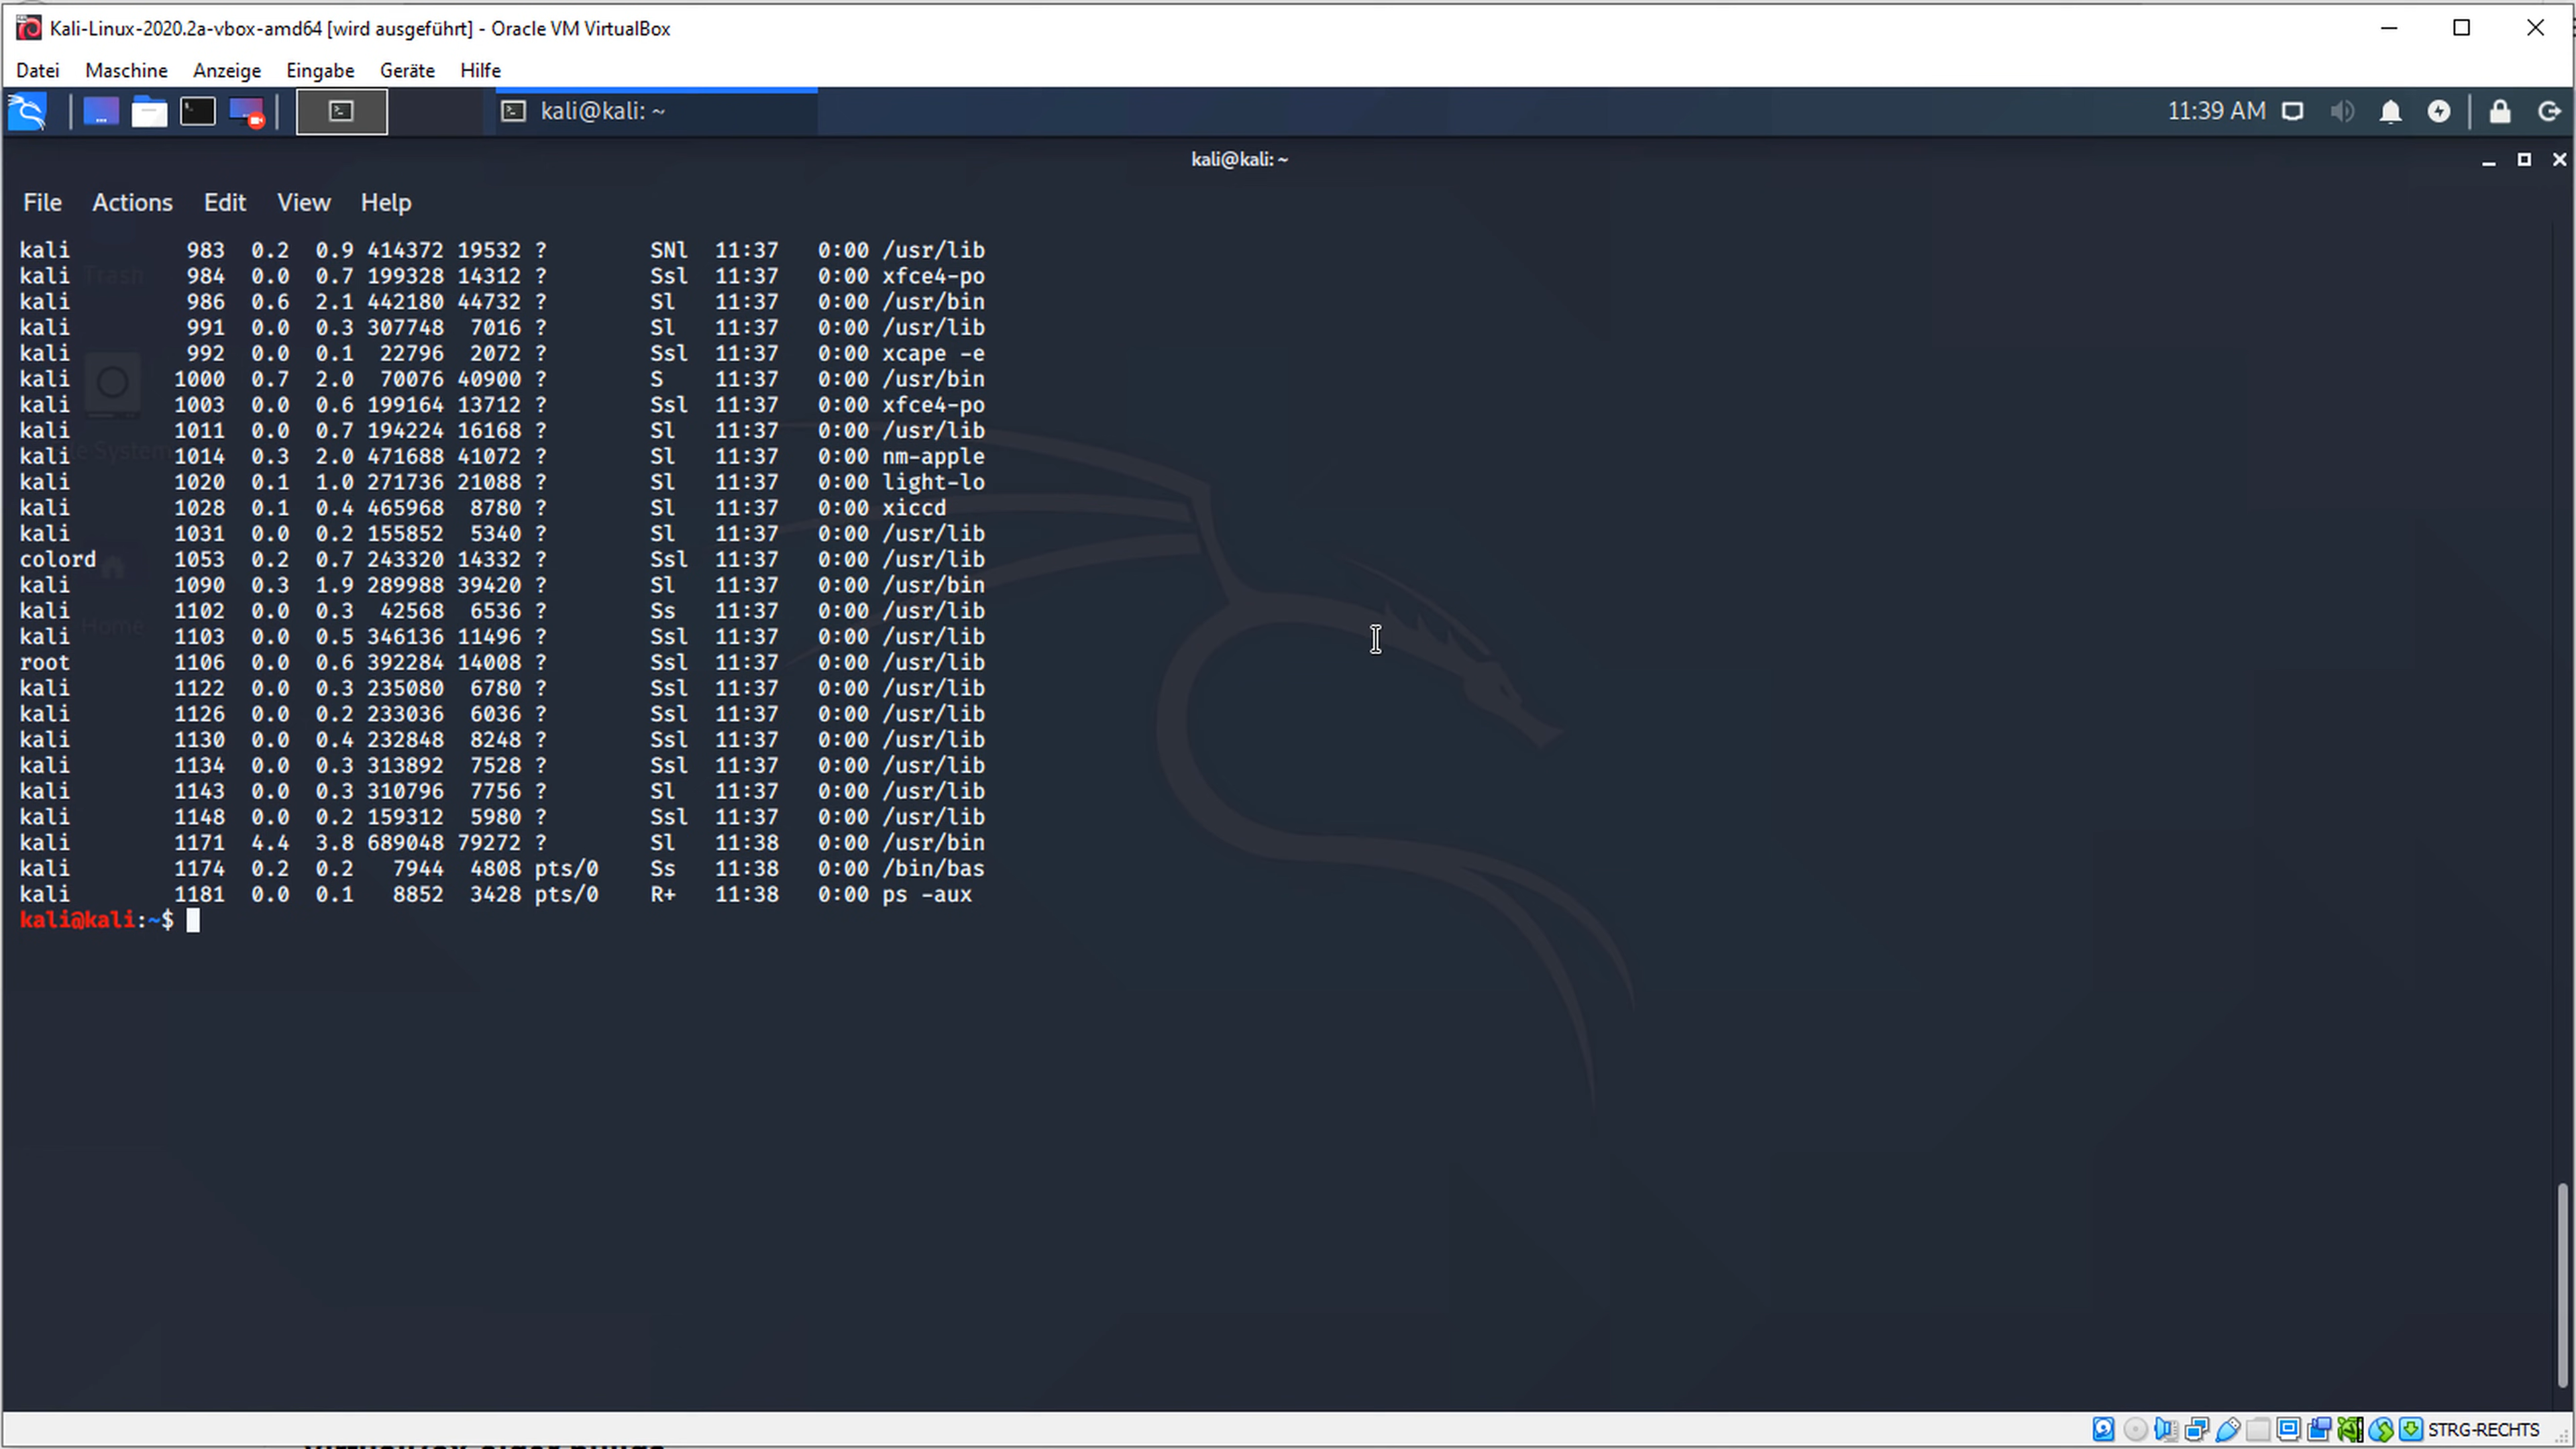 Kali-Linux-2020.2a-vbox-amd64 [wird ausgeführt] - Oracle VM VirtualBox
Datei Maschine Anzeige Eingabe Geräte Hilfe
kali@kali: ~ 11:39 AM
kali@kali: ~
File Actions Edit View Help
kali 983 0.2 0.9 414372 19532 ? SNl 11:37 0:00 /usr/lib
kali 984 0.0 0.7 199328 14312 ? Ssl 11:37 0:00 xfce4-po
Trash
kali 986 0.6 2.1 442180 44732 ? Sl 11:37 0:00 /usr/bin
kali 991 0.0 0.3 307748 7016 ? Sl 11:37 0:00 /usr/lib
kali 992 0.0 0.1 22796 2072 ? Ssl 11:37 0:00 xcape -e
kali 1000 0.7 2.0 70076 40900 ? S 11:37 0:00 /usr/bin
kali 1003 0.0 0.6 199164 13712 ? Ssl 11:37 0:00 xfce4-po
kali 1011 0.0 0.7 194224 16168 ? Sl 11:37 0:00 /usr/lib
kali 1014 0.3 2.0 471688 41072 ? Sl 11:37 0:00 nm-apple
System
kali 1020 0.1 1.0 271736 21088 ? Sl 11:37 0:00 light-lo
kali 1028 0.1 0.4 465968 8780 ? Sl 11:37 0:00 xiccd
kali 1031 0.0 0.2 155852 5340 ? Sl 11:37 0:00 /usr/lib
colord 1053 0.2 0.7 243320 14332 ? Ssl 11:37 0:00 /usr/lib
kali 1090 0.3 1.9 289988 39420 ? Sl 11:37 0:00 /usr/bin
kali 1102 0.0 0.3 42568 6536 ? Ss 11:37 0:00 /usr/lib
Home
kali 1103 0.0 0.5 346136 11496 ? Ssl 11:37 0:00 /usr/lib
root 1106 0.0 0.6 392284 14008 ? Ssl 11:37 0:00 /usr/lib
kali 1122 0.0 0.3 235080 6780 ? Ssl 11:37 0:00 /usr/lib
kali 1126 0.0 0.2 233036 6036 ? Ssl 11:37 0:00 /usr/lib
kali 1130 0.0 0.4 232848 8248 ? Ssl 11:37 0:00 /usr/lib
kali 1134 0.0 0.3 313892 7528 ? Ssl 11:37 0:00 /usr/lib
kali 1143 0.0 0.3 310796 7756 ? Sl 11:37 0:00 /usr/lib
kali 1148 0.0 0.2 159312 5980 ? Ssl 11:37 0:00 /usr/lib
kali 1171 4.4 3.8 689048 79272 ? Sl 11:38 0:00 /usr/bin
kali 1174 0.2 0.2 7944 4808 pts/0 Ss 11:38 0:00 /bin/bas
kali 1181 0.0 0.1 8852 3428 pts/0 R+ 11:38 0:00 ps -aux
kali@kali:~$
STRG-RECHTS